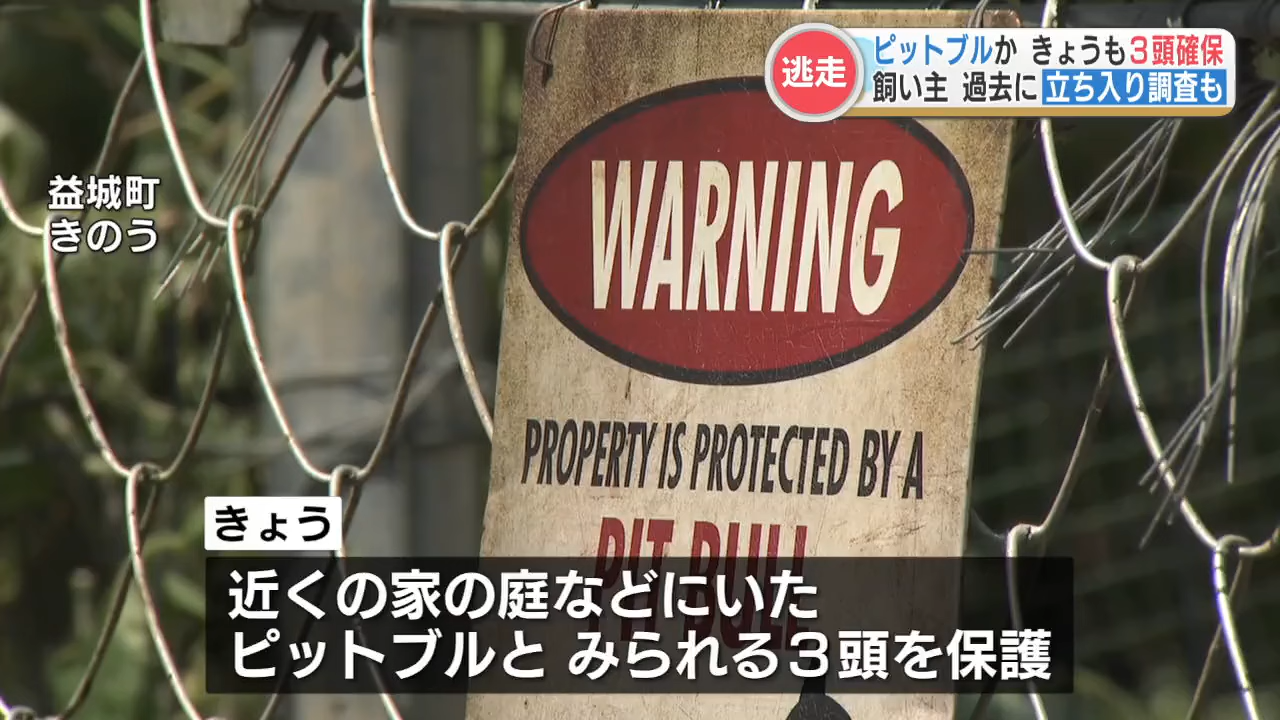 逃走
ピットブルか きょうも３頭確保
飼い主 過去に 立ち入り調査も
益城町
きのう
WARNING
PROPERTY IS PROTECTED BY A
PIT BULL
きょう
近くの家の庭などにいた
ピットブルと みられる３頭を保護